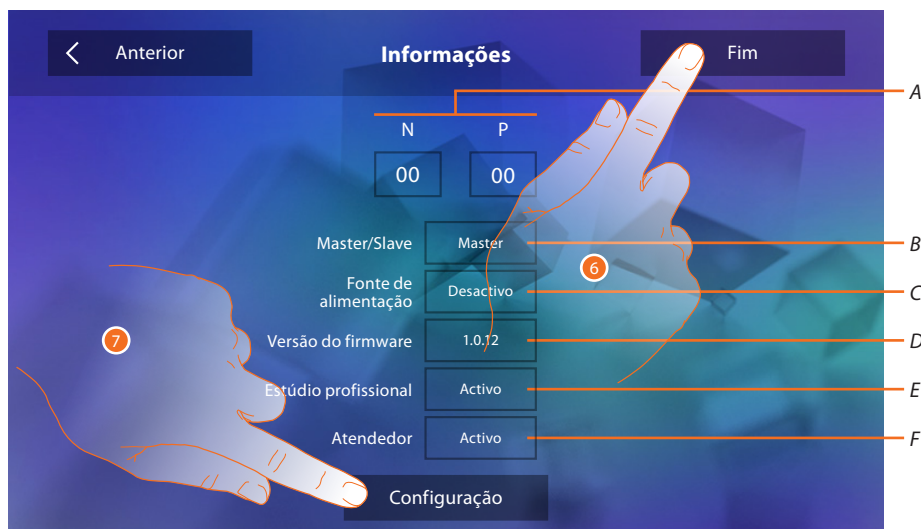 Anterior
Informações
Fim
A
N P
00 00
Master/Slave Master
B
6
Fonte de
alimentação
Desactivo
C
7
Versão do firmware 1.0.12
D
Estúdio profissional Activo
E
Atendedor Activo
F
Configuração